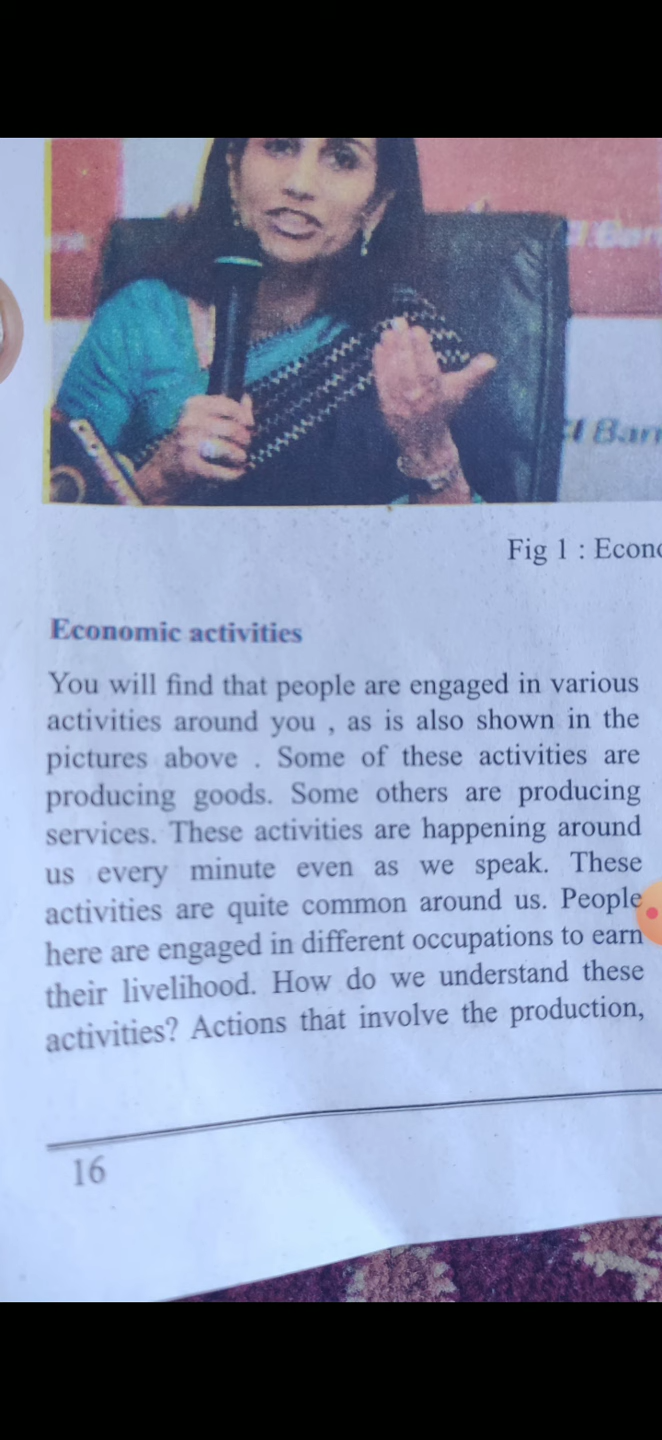 I Ban
Fig 1 : Econo
Economic activities
You will find that people are engaged in various
activities around you , as is also shown in the
pictures above . Some of these activities are
producing goods. Some others are producing
services. These activities are happening around
us every minute even as we speak. These
activities are quite common around us. People
here are engaged in different occupations to earn
their livelihood. How do we understand these
activities? Actions that involve the production,
16